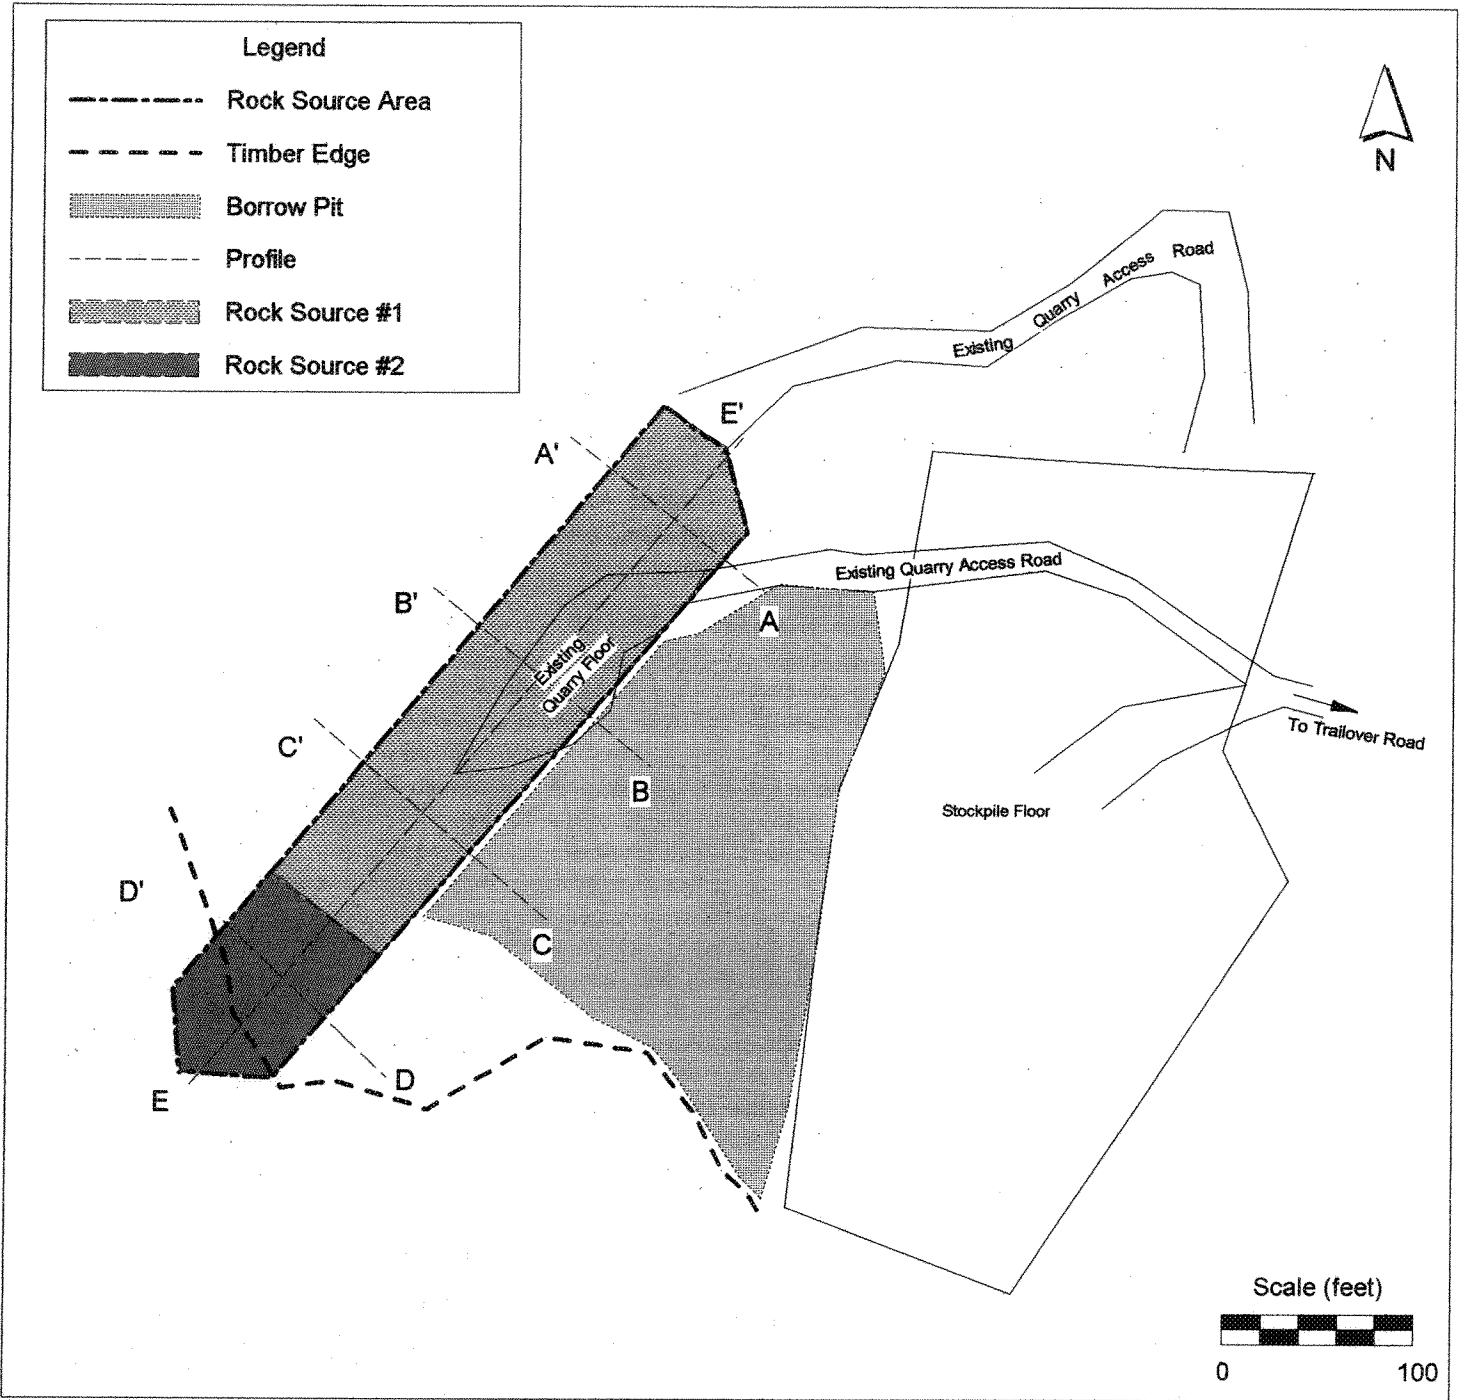 Legend
Rock Source Area
Timber Edge
Borrow Pit
Profile
Rock Source #1
Rock Source #2
N
Existing Quarry Access Road
E'
A'
Existing Quarry Access Road
B'
A
Existing
Quarry Floor
C'
To Trailover Road
B
Stockpile Floor
D'
C
D
E
Scale (feet)
0 100